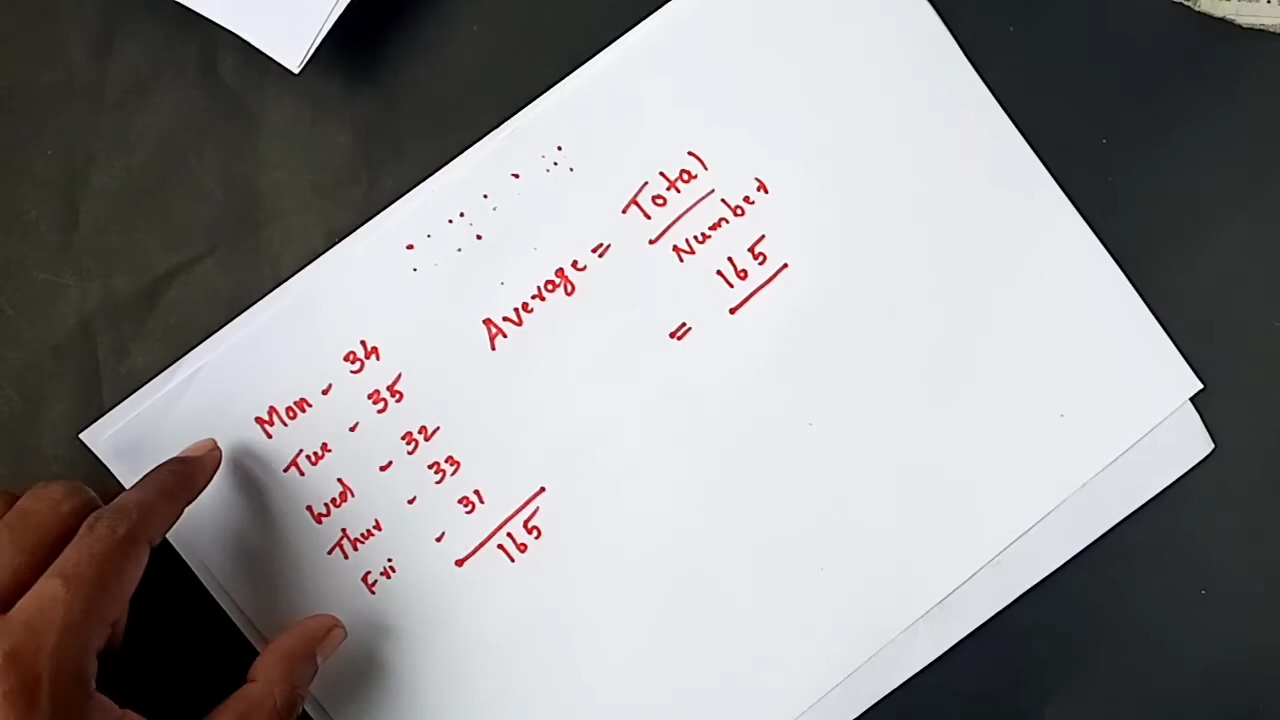 Mon - 34
Tue - 35
Wed - 32
Thur - 33
Fri - 31
165
Average = Total
Number
= 165